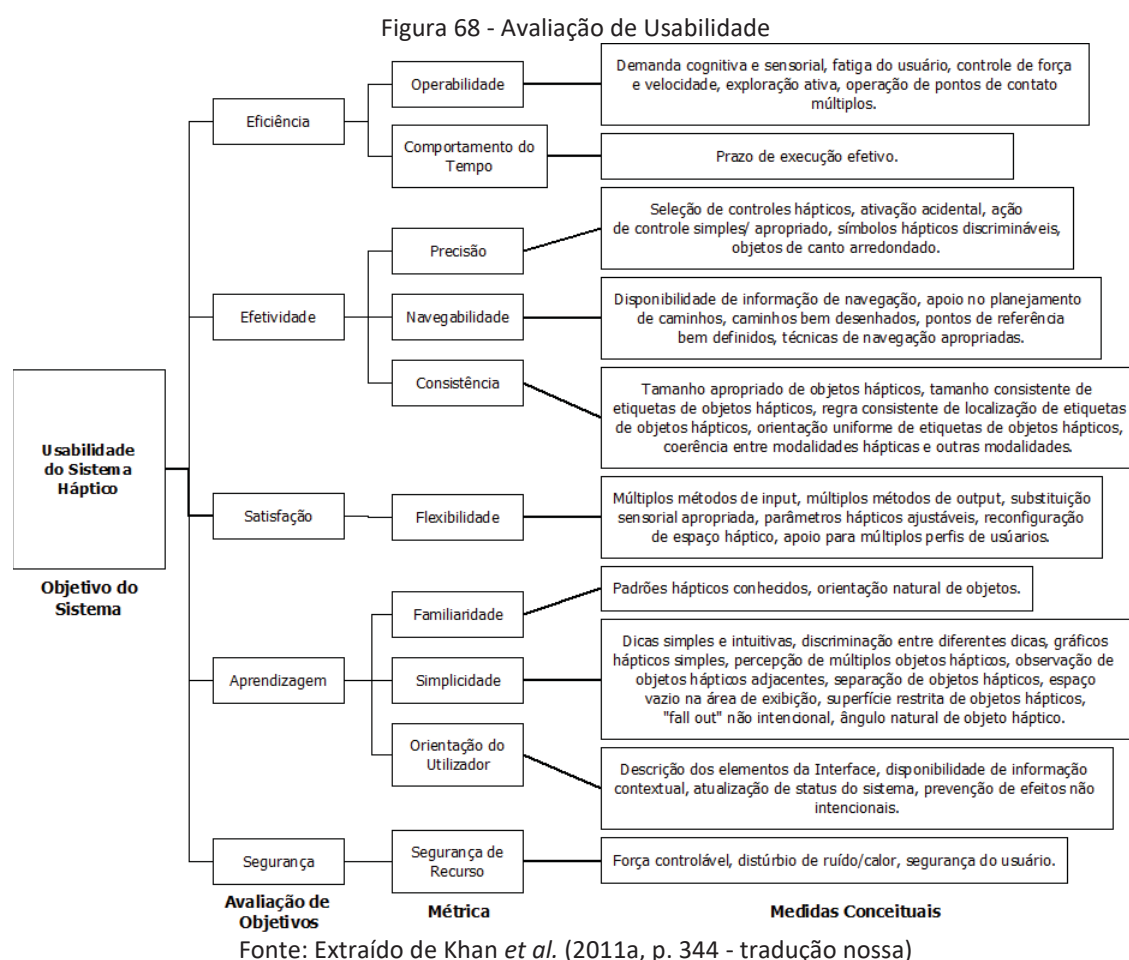 Figura 68 - Avaliação de Usabilidade
Usabilidade
do Sistema
Háptico
Objetivo do
Sistema
Eficiência
Efetividade
Satisfação
Aprendizagem
Segurança
Avaliação de
Objetivos
Operabilidade
Comportamento do
Tempo
Precisão
Navegabilidade
Consistência
Flexibilidade
Familiaridade
Simplicidade
Orientação do
Utilizador
Segurança de
Recurso
Métrica
Demanda cognitiva e sensorial, fatiga do usuário, controle de força
e velocidade, exploração ativa, operação de pontos de contato
múltiplos.
Prazo de execução efetivo.
Seleção de controles hápticos, ativação acidental, ação
de controle simples/ apropriado, símbolos hápticos discrimináveis,
objetos de canto arredondado.
Disponibilidade de informação de navegação, apoio no planejamento
de caminhos, caminhos bem desenhados, pontos de referência
bem definidos, técnicas de navegação apropriadas.
Tamanho apropriado de objetos hápticos, tamanho consistente de
etiquetas de objetos hápticos, regra consistente de localização de etiquetas
de objetos hápticos, orientação uniforme de etiquetas de objetos hápticos,
coerência entre modalidades hápticas e outras modalidades.
Múltiplos métodos de input, múltiplos métodos de output, substituição
sensorial apropriada, parâmetros hápticos ajustáveis, reconfiguração
de espaço háptico, apoio para múltiplos perfis de usúarios.
Padrões hápticos conhecidos, orientação natural de objetos.
Dicas simples e intuitivas, discriminação entre diferentes dicas, gráficos
hápticos simples, percepção de múltiplos objetos hápticos, observação de
objetos hápticos adjacentes, separação de objetos hápticos, espaço
vazio na área de exibição, superfície restrita de objetos hápticos,
"fall out" não intencional, ângulo natural de objeto háptico.
Descrição dos elementos da Interface, disponibilidade de informação
contextual, atualização de status do sistema, prevenção de efeitos não
intencionais.
Força controlável, distúrbio de ruído/calor, segurança do usuário.
Medidas Conceituais
Fonte: Extraído de Khan et al. (2011a, p. 344 - tradução nossa)